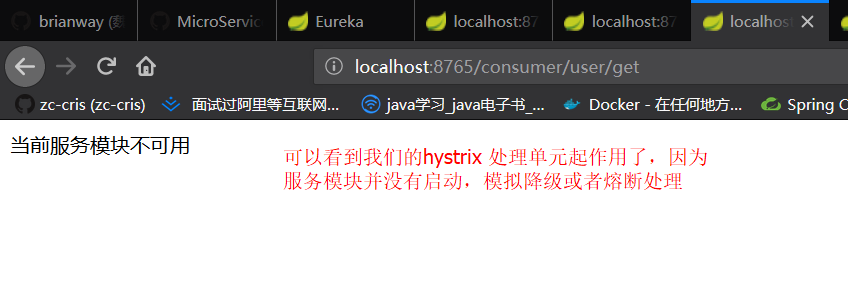 brianway (魏
MicroServic
Eureka
localhost:87
localhost:87
localhost:87
localhost:8765/consumer/user/get
zc-cris (zc-cris)
面试过阿里等互联网...
java学习_java电子书_...
Docker - 在任何地方...
Spring C
当前服务模块不可用
可以看到我们的hystrix 处理单元起作用了，因为
服务模块并没有启动，模拟降级或者熔断处理